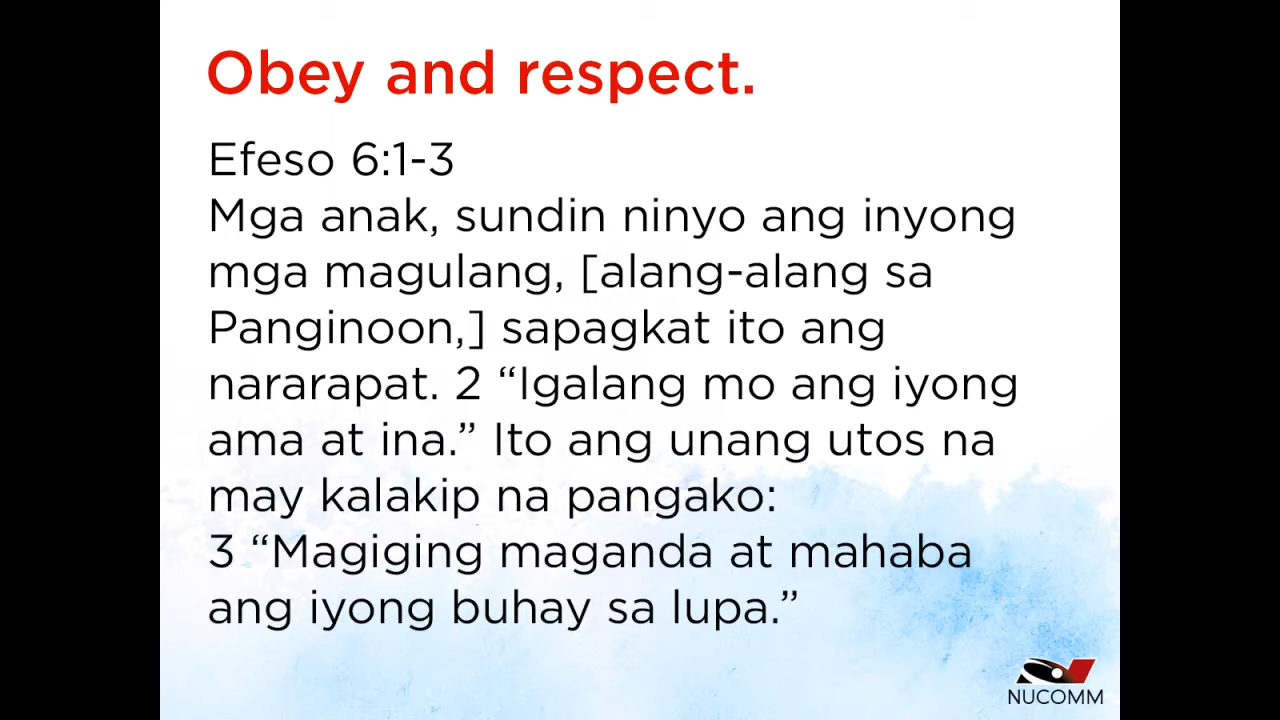 Obey and respect.
Efeso 6:1-3
Mga anak, sundin ninyo ang inyong
mga magulang, [alang-alang sa
Panginoon,] sapagkat ito ang
nararapat. 2 “Igalang mo ang iyong
ama at ina.” Ito ang unang utos na
may kalakip na pangako:
3 “Magiging maganda at mahaba
ang iyong buhay sa lupa.”
NUCOMM